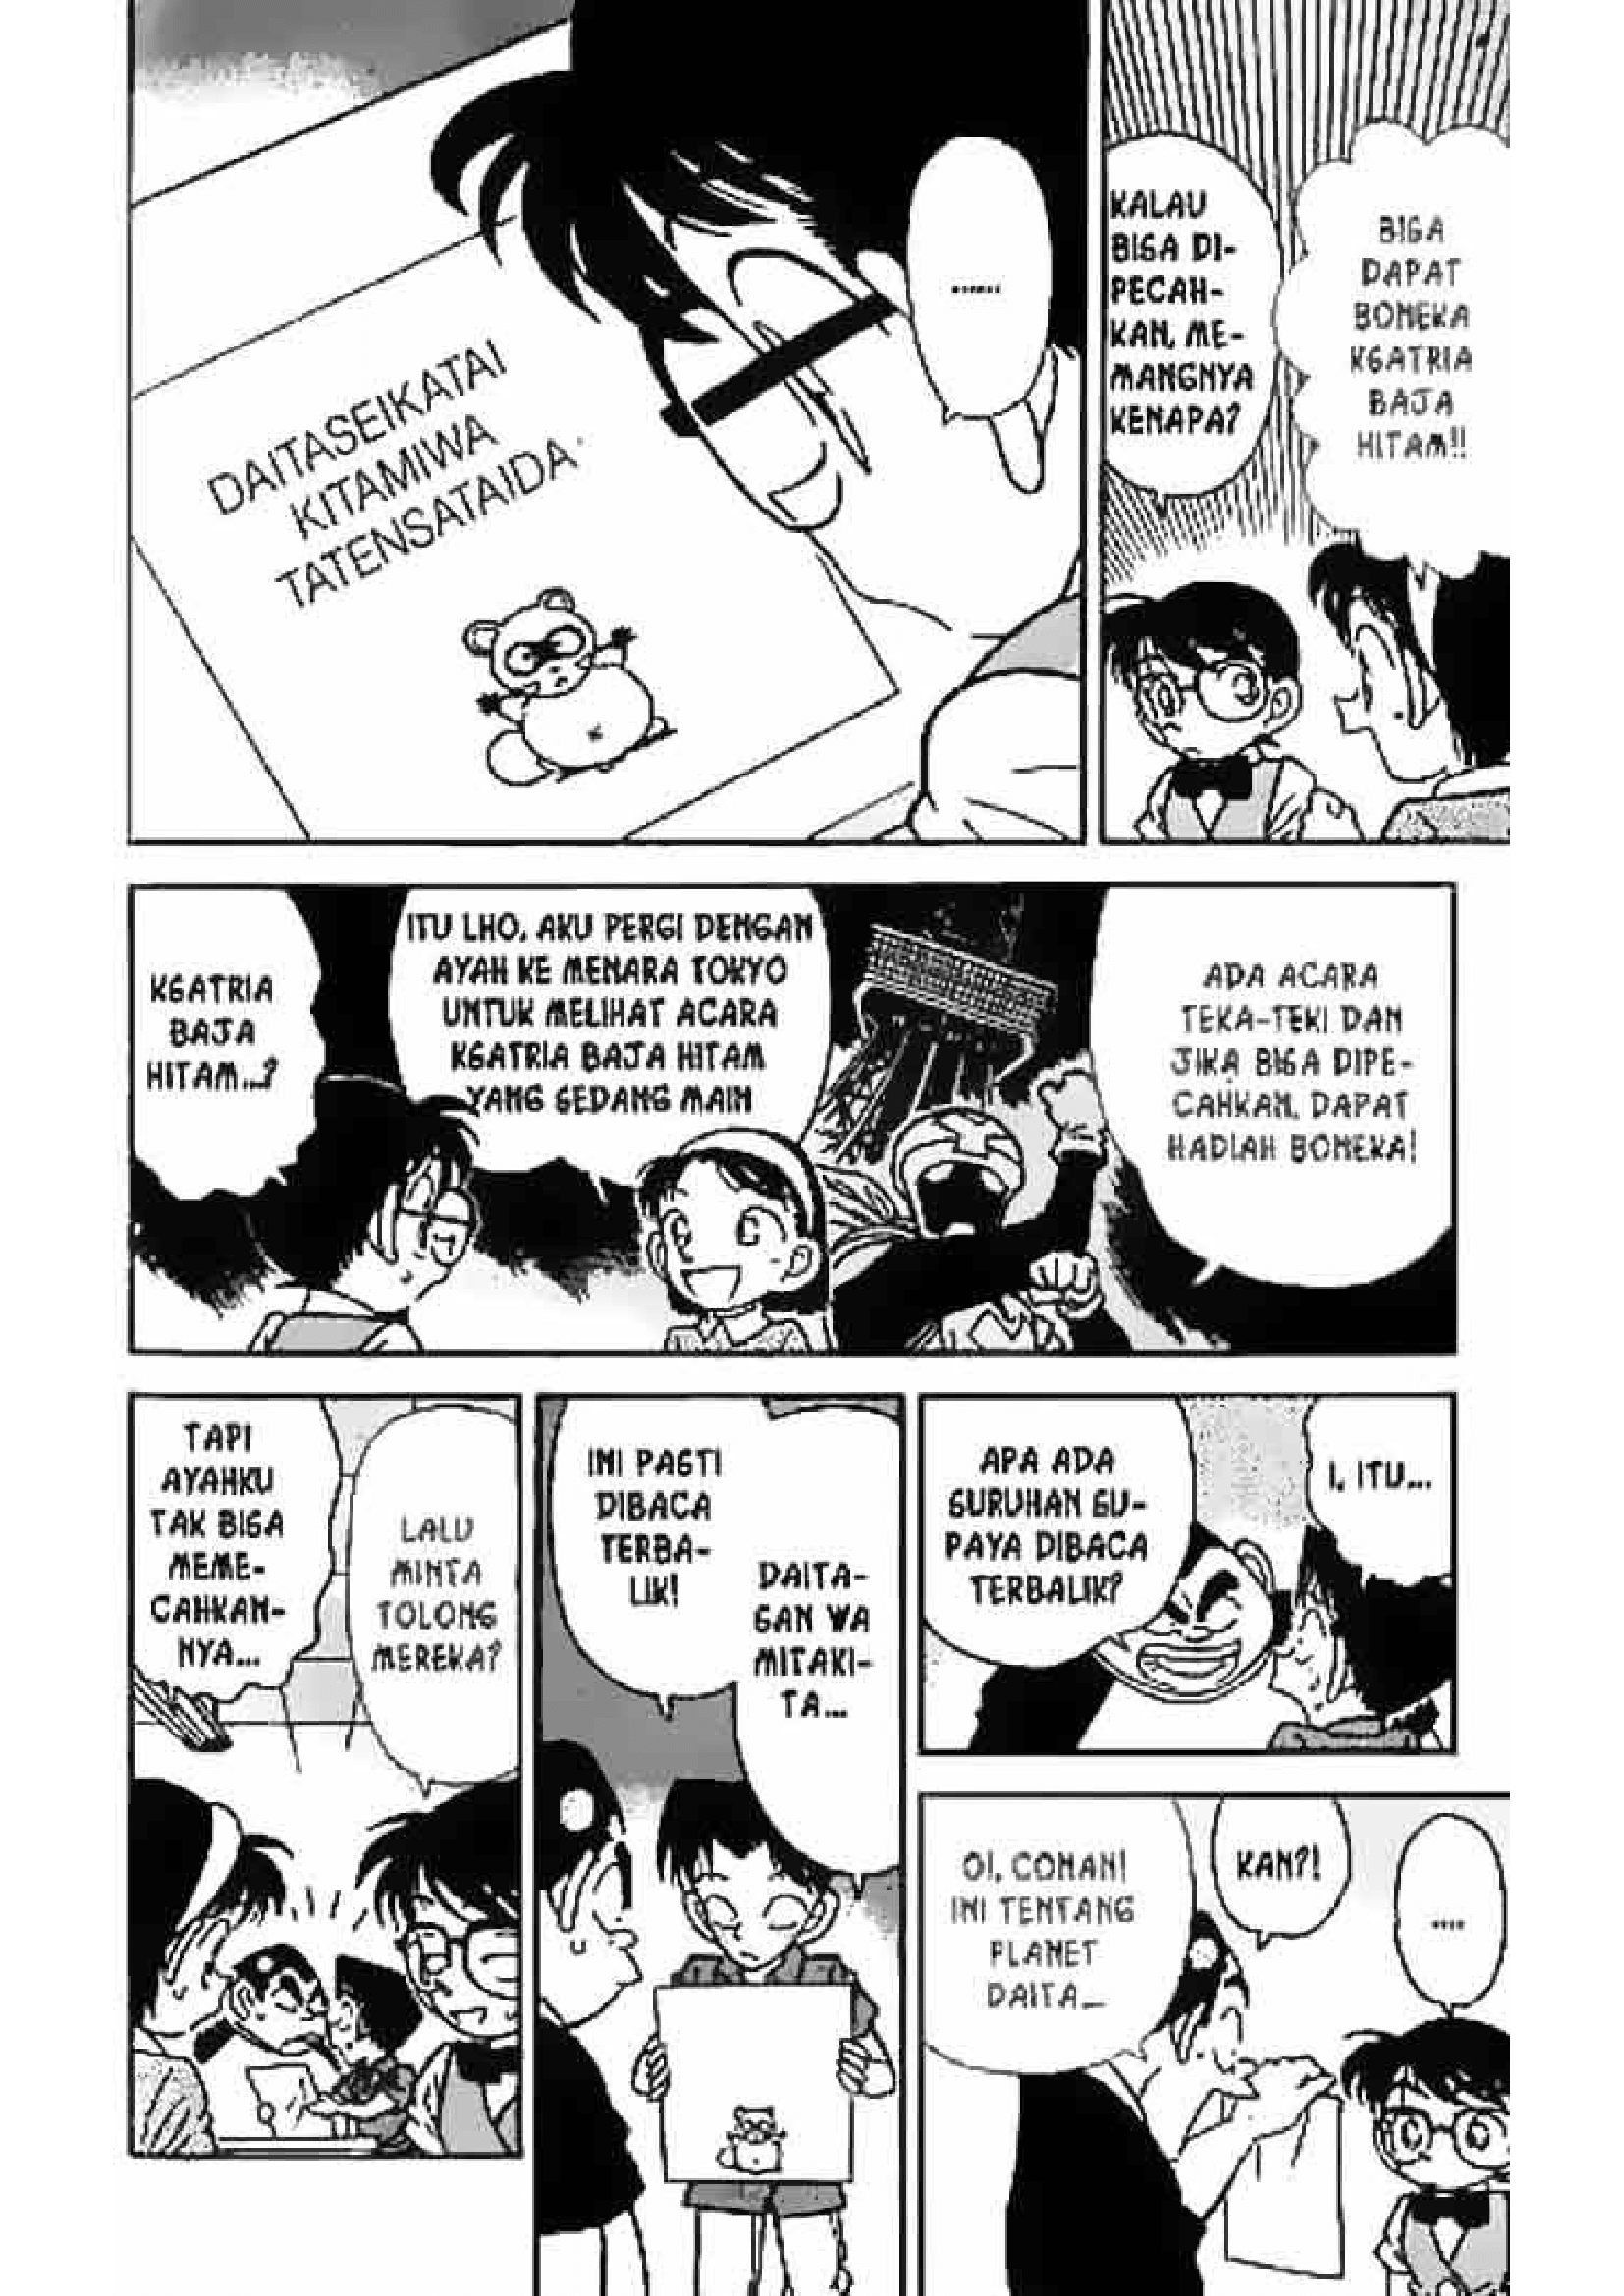 DAITASEIKATAI
KITAMIWA
TATENSATAIDA
......
KALAU
BISA DI-
PECAH-
KAN, ME-
MANGNYA
KENAPA?
BISA
DAPAT
BONEKA
KSATRIA
BAJA
HITAM!!
KSATRIA
BAJA
HITAM...?
ITU LHO, AKU PERGI DENGAN
AYAH KE MENARA TOKYO
UNTUK MELIHAT ACARA
KSATRIA BAJA HITAM
YANG SEDANG MAIN
ADA ACARA
TEKA-TEKI DAN
JIKA BISA DIPE-
CAHKAN, DAPAT
HADIAH BONEKA!
TAPI
AYAHKU
TAK BISA
MEME-
CAHKAN-
NYA...
LALU
MINTA
TOLONG
MEREKA?
INI PASTI
DIBACA
TERBA-
LIK!
DAITA-
SAN WA
MITAKI-
TA...
APA ADA
SURUHAN SU-
PAYA DIBACA
TERBALIK?
I, ITU...
OI, CONAN!
INI TENTANG
PLANET
DAITA...
KAN?!
....